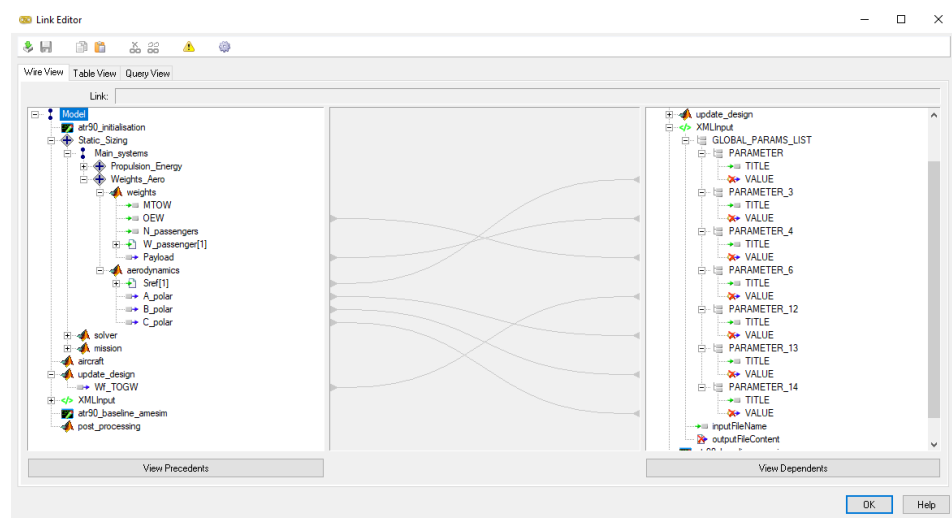 Link Editor
Wire View Table View Query View
Link:
Model
atr90_initialisation
Static_Sizing
Main_systems
Propulsion_Energy
Weights_Aero
weights
MTOW
OEW
N_passengers
W_passenger[1]
Payload
aerodynamics
Sref[1]
A_polar
B_polar
C_polar
solver
mission
aircraft
update_design
Wf_TOGW
XMLInput
atr90_baseline_amesim
post_processing
View Precedents
update_design
XMLInput
GLOBAL_PARAMS_LIST
PARAMETER
TITLE
VALUE
PARAMETER_3
TITLE
VALUE
PARAMETER_4
TITLE
VALUE
PARAMETER_6
TITLE
VALUE
PARAMETER_12
TITLE
VALUE
PARAMETER_13
TITLE
VALUE
PARAMETER_14
TITLE
VALUE
inputFileName
outputFileContent
View Dependents
OK Help